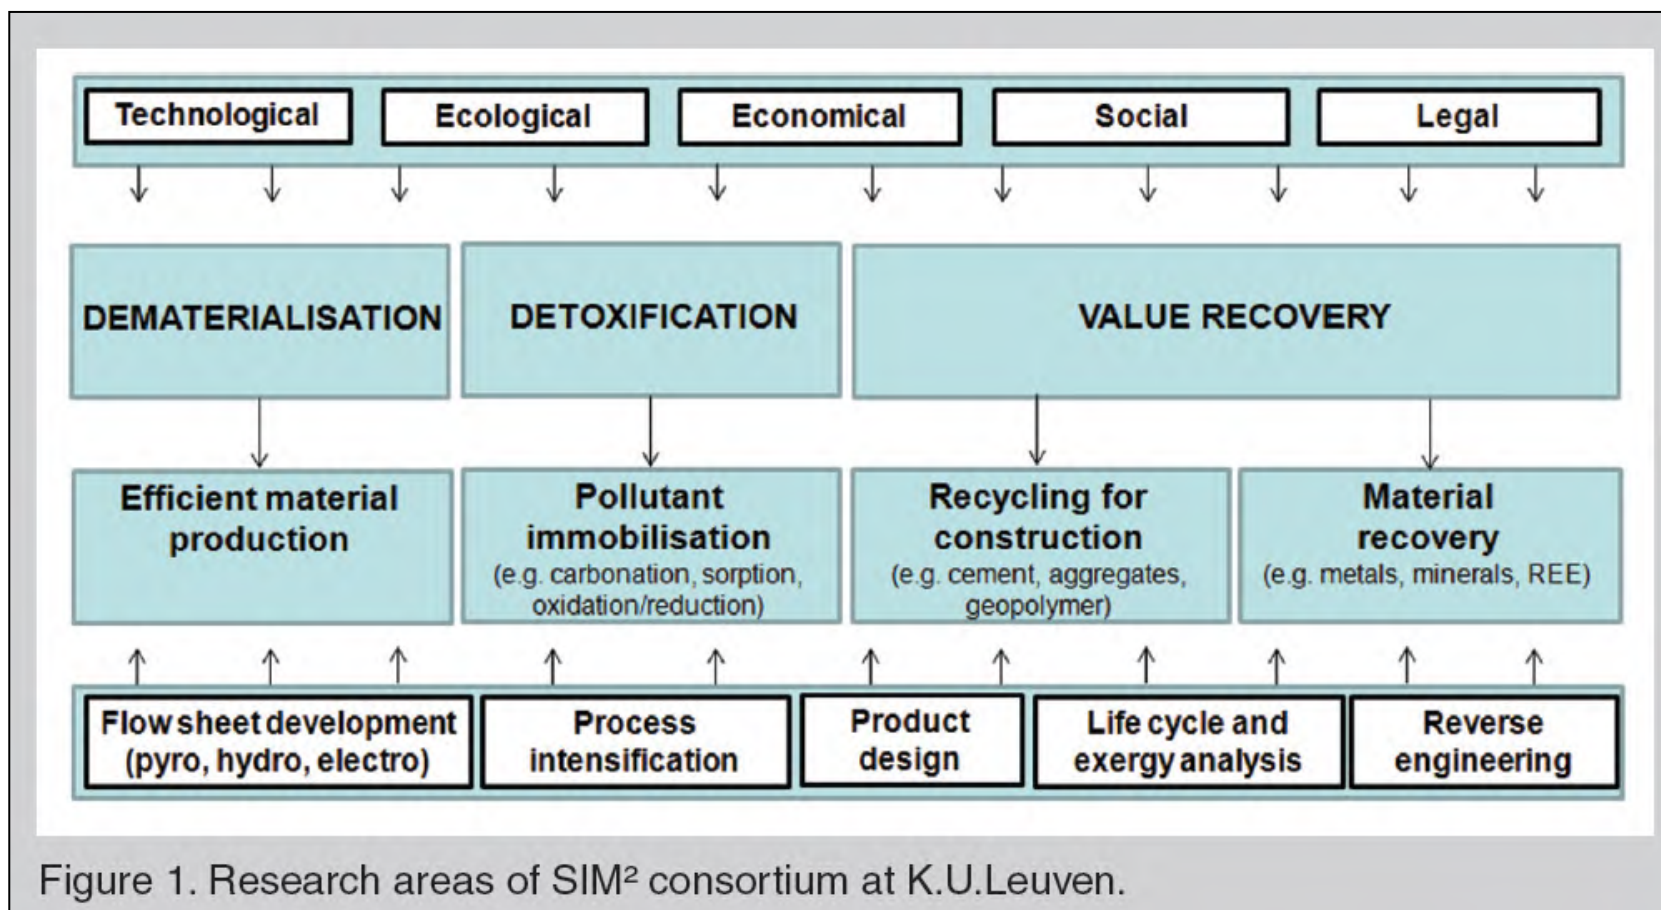 Technological
Ecological
Economical
Social
Legal
DEMATERIALISATION
DETOXIFICATION
VALUE RECOVERY
Efficient material
production
Pollutant
immobilisation
(e.g. carbonation, sorption,
oxidation/reduction)
Recycling for
construction
(e.g. cement, aggregates,
geopolymer)
Material
recovery
(e.g. metals, minerals, REE)
Flow sheet development
(pyro, hydro, electro)
Process
intensification
Product
design
Life cycle and
exergy analysis
Reverse
engineering
Figure 1. Research areas of SIM² consortium at K.U.Leuven.